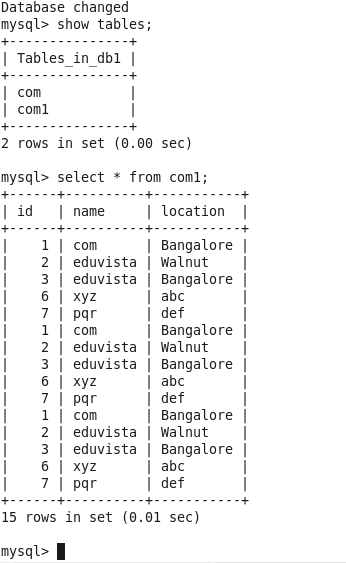 Database changed
mysql> show tables;
+---------------+
| Tables_in_db1 |
+---------------+
| com           |
| com1          |
+---------------+
2 rows in set (0.00 sec)

mysql> select * from com1;
+------+----------+-----------+
| id   | name     | location  |
+------+----------+-----------+
|    1 | com      | Bangalore |
|    2 | eduvista | Walnut    |
|    3 | eduvista | Bangalore |
|    6 | xyz      | abc       |
|    7 | pqr      | def       |
|    1 | com      | Bangalore |
|    2 | eduvista | Walnut    |
|    3 | eduvista | Bangalore |
|    6 | xyz      | abc       |
|    7 | pqr      | def       |
|    1 | com      | Bangalore |
|    2 | eduvista | Walnut    |
|    3 | eduvista | Bangalore |
|    6 | xyz      | abc       |
|    7 | pqr      | def       |
+------+----------+-----------+
15 rows in set (0.01 sec)

mysql>